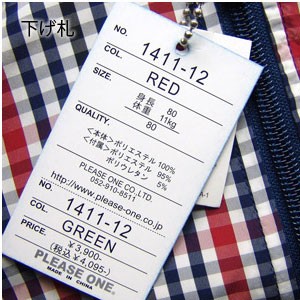 下げ札
NO. 1411-12
COL. RED
SIZE. 身長 80
体重 11kg
QUALITY. 80
<本体>ポリエステル 100%
<付属>ポリエステル 95%
ポリウレタン 5%
PLEASE ONE CO.,LTD.
052-910-8511
http://www.please-one.co.jp
NO. 1411-12
COL. GREEN
PRICE. ¥3,900-
(税込¥4,095-)
PLEASE ONE.
MADE IN CHINA